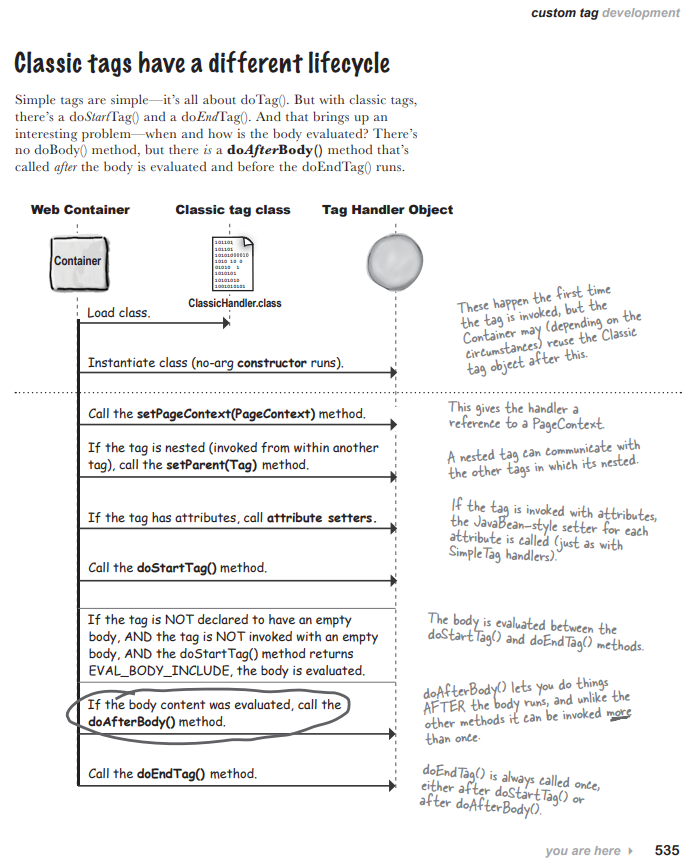 custom tag development
Classic tags have a different lifecycle
Simple tags are simple—it's all about doTag(). But with classic tags,
there's a doStartTag() and a doEndTag(). And that brings up an
interesting problem—when and how is the body evaluated? There's
no doBody() method, but there is a doAfterBody() method that's
called after the body is evaluated and before the doEndTag() runs.
Web Container
Classic tag class
Tag Handler Object
Container
101101
101101
10101000010
1010 10 0
01010 1
1010101
10101010
1001010101
ClassicHandler.class
Load class.
Instantiate class (no-arg constructor runs).
These happen the first time
the tag is invoked, but the
Container may (depending on the
circumstances) reuse the Classic
tag object after this.
Call the setPageContext(PageContext) method.
This gives the handler a
reference to a PageContext.
If the tag is nested (invoked from within another
tag), call the setParent(Tag) method.
A nested tag can communicate with
the other tags in which its nested.
If the tag has attributes, call attribute setters.
If the tag is invoked with attributes,
the JavaBean-style setter for each
attribute is called (just as with
SimpleTag handlers).
Call the doStartTag() method.
If the tag is NOT declared to have an empty
body, AND the tag is NOT invoked with an empty
body, AND the doStartTag() method returns
EVAL_BODY_INCLUDE, the body is evaluated.
The body is evaluated between the
doStartTag() and doEndTag() methods.
If the body content was evaluated, call the
doAfterBody() method.
doAfterBody() lets you do things
AFTER the body runs, and unlike the
other methods it can be invoked more
than once.
Call the doEndTag() method.
doEndTag() is always called once,
either after doStartTag() or
after doAfterBody().
you are here
535